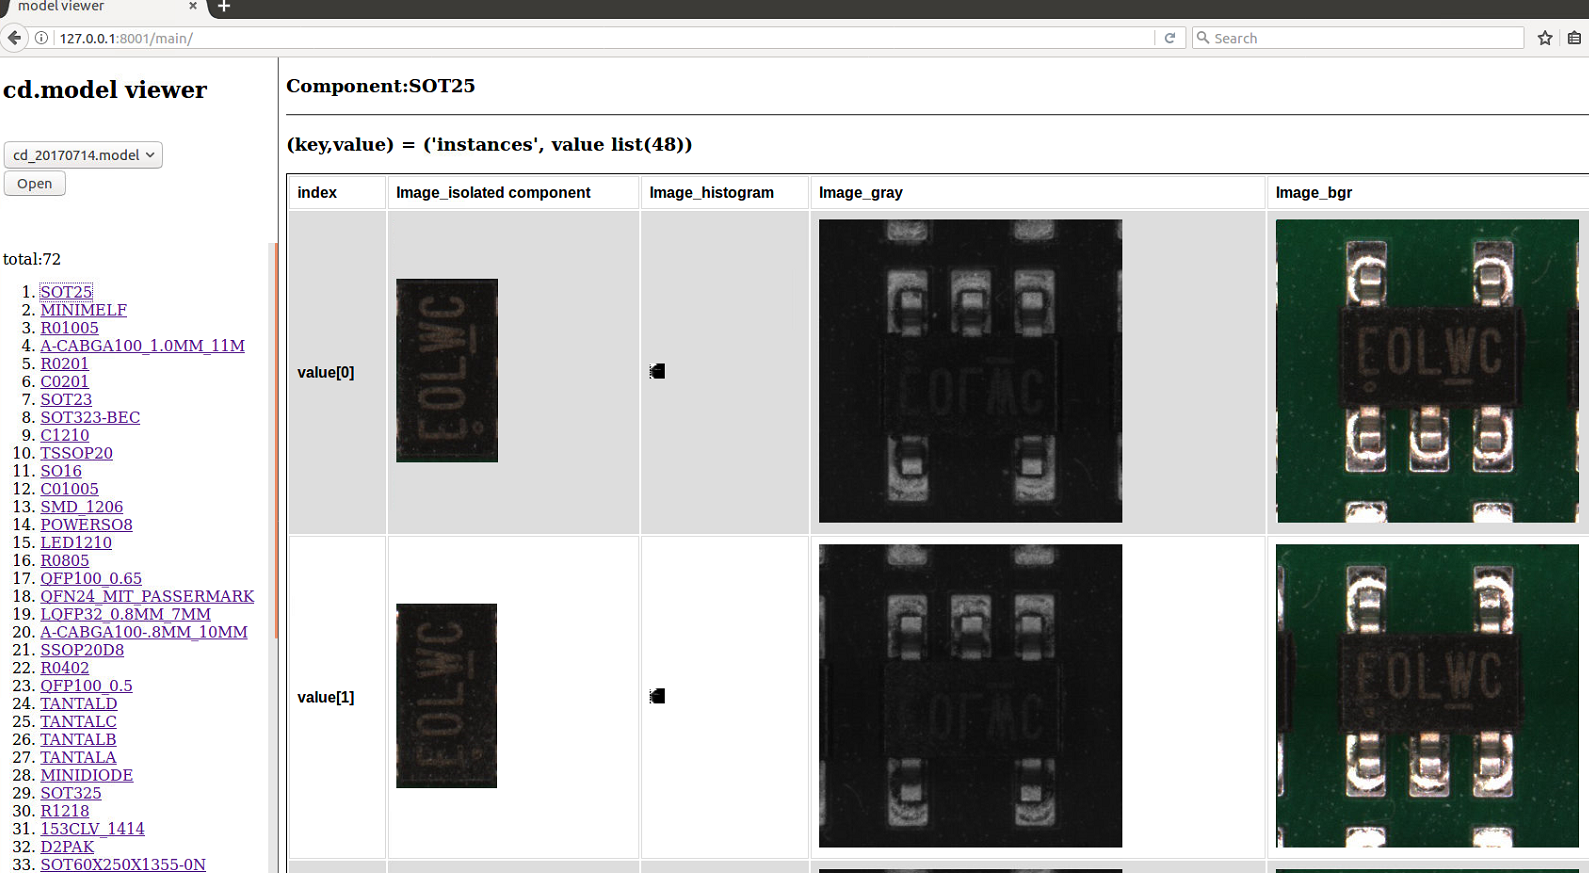 model viewer
127.0.0.1:8001/main/
Search
cd.model viewer
cd_20170714.model
Open
total:72
1. SOT25
2. MINIMELF
3. R01005
4. A-CABGA100_1.0MM_11M
5. R0201
6. C0201
7. SOT23
8. SOT323-BEC
9. C1210
10. TSSOP20
11. SO16
12. C01005
13. SMD_1206
14. POWERSO8
15. LED1210
16. R0805
17. QFP100_0.65
18. QFN24_MIT_PASSERMARK
19. LQFP32_0.8MM_7MM
20. A-CABGA100-.8MM_10MM
21. SSOP20D8
22. R0402
23. QFP100_0.5
24. TANTALD
25. TANTALC
26. TANTALB
27. TANTALA
28. MINIDIODE
29. SOT325
30. R1218
31. 153CLV_1414
32. D2PAK
33. SOT60X250X1355-0N
Component:SOT25
(key,value) = ('instances', value list(48))
index Image_isolated component Image_histogram Image_gray Image_bgr
value[0]
EOLWC
EOLWC
value[1]
EOLWC
EOLWC